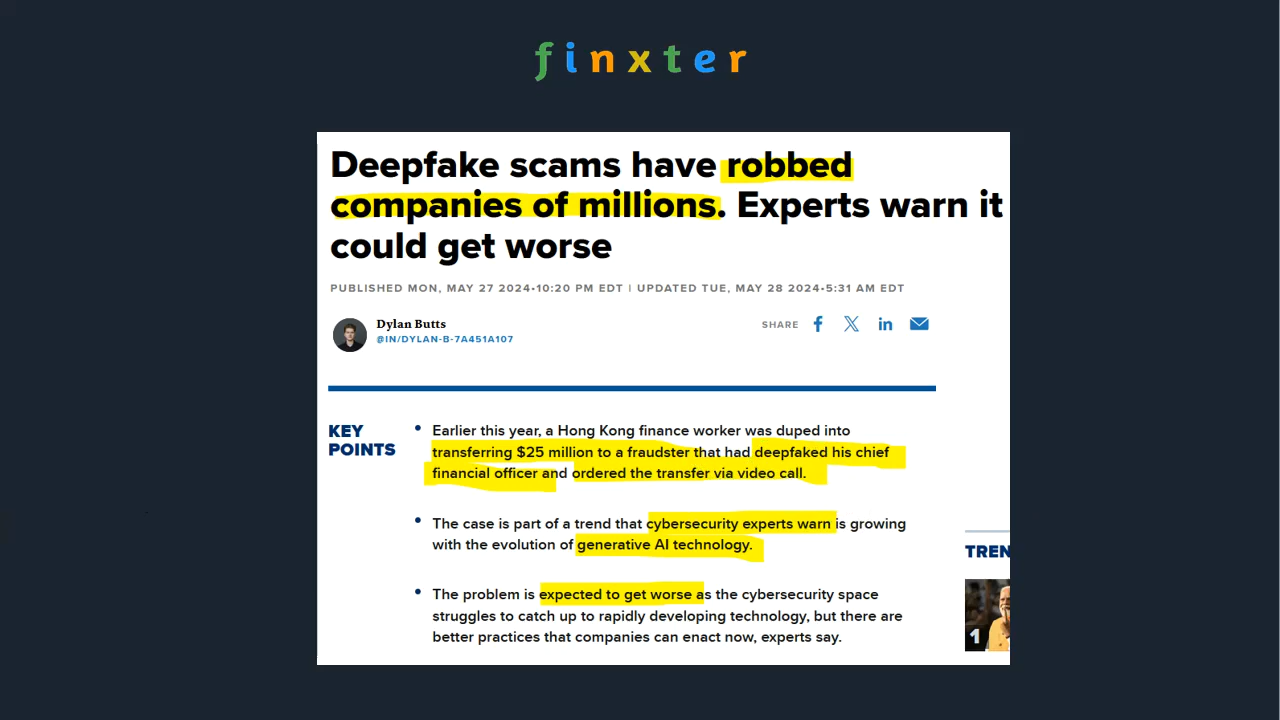 finxter
Deepfake scams have robbed
companies of millions. Experts warn it
could get worse
PUBLISHED MON, MAY 27 2024•10:20 PM EDT | UPDATED TUE, MAY 28 2024•5:31 AM EDT
Dylan Butts
@IN/DYLAN-B-7A451A107
SHARE
KEY
POINTS
• Earlier this year, a Hong Kong finance worker was duped into
transferring $25 million to a fraudster that had deepfaked his chief
financial officer and ordered the transfer via video call.
• The case is part of a trend that cybersecurity experts warn is growing
with the evolution of generative AI technology.
• The problem is expected to get worse as the cybersecurity space
struggles to catch up to rapidly developing technology, but there are
better practices that companies can enact now, experts say.
TREN
1